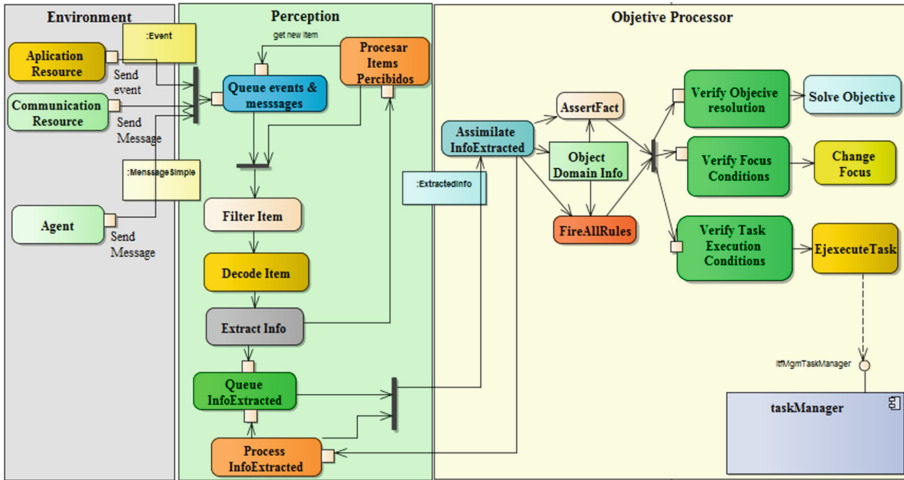 Environment
Perception
Objetive Processor
:Event
get new item
Aplication
Resource
Send
event
Communication
Resource
Send
Message
:MenssageSimple
Agent
Send
Message
Queue events &
messsages
Procesar
Items
Percibidos
Filter Item
Decode Item
Extract Info
Queue
InfoExtracted
Process
InfoExtracted
Assimilate
InfoExtracted
:ExtractedInfo
AssertFact
Object
Domain Info
FireAllRules
Verify Objecive
resolution
Solve Objective
Verify Focus
Conditions
Change
Focus
Verify Task
Execution
Conditions
EjexecuteTask
ItfMgmTaskManager
taskManager